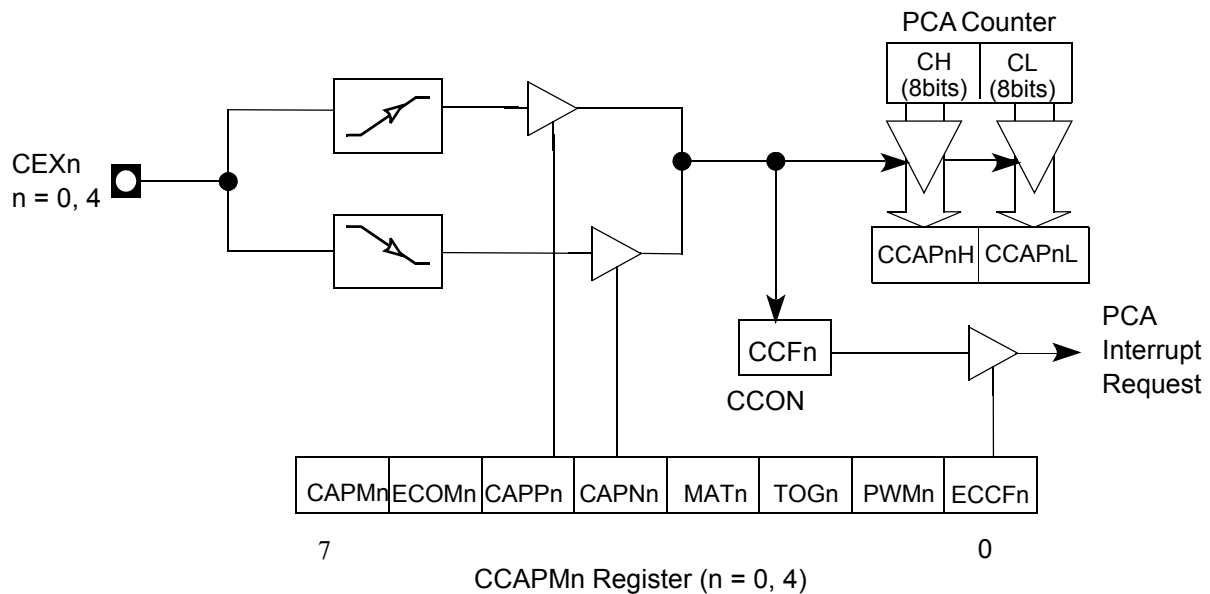 PCA Counter
CH CL
(8bits) (8bits)
CEXn
n = 0, 4
CCAPnH CCAPnL
PCA
Interrupt
Request
CCFn
CCON
CAPMn ECOMn CAPPn CAPNn MATn TOGn PWMn ECCFn
7 0
CCAPMn Register (n = 0, 4)